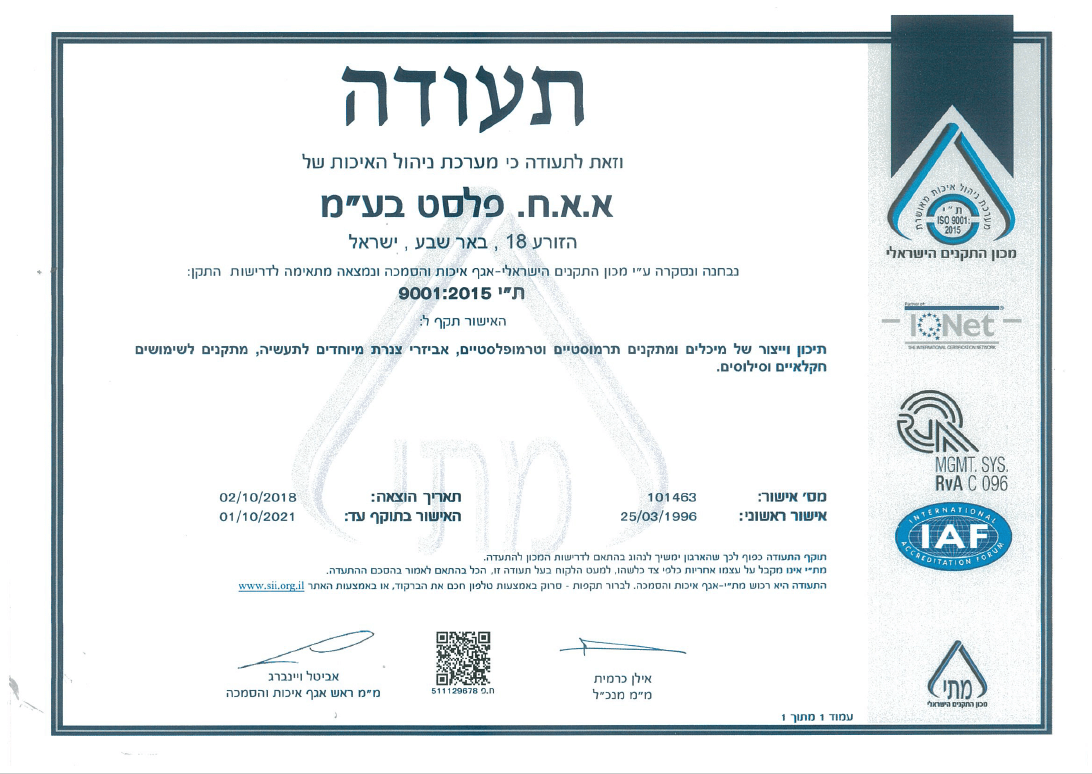 תעודה
וזאת לתעודה כי מערכת ניהול האיכות של
א.א.ח. פלסט בע״מ
הזורע 18 , באר שבע , ישראל
נבחנה ונסקרה ע״י מכון התקנים הישראלי-אגף איכות והסמכה ונמצאה מתאימה לדרישות התקן:
ת״י 9001:2015
האישור תקף ל:
תיכון וייצור של מיכלים ומתקנים תרמוסטיים וטרמופלסטיים, אביזרי צנרת מיוחדים לתעשיה, מתקנים לשימושים
חקלאיים וסילוסים.
מס׳ אישור: 101463 תאריך הוצאה: 02/10/2018
אישור ראשוני: 25/03/1996 האישור בתוקף עד: 01/10/2021
תוקף התעודה כפוף לכך שהארגון ימשיך לנהוג בהתאם לדרישות המכון להתעדה.
מת״י אינו מקבל על עצמו אחריות כלפי צד כלשהו, למעט הלקוח בעל תעודה זו, הכל בהתאם לאמור בהסכם ההתעדה.
התעודה היא רכוש מת״י-אגף איכות והסמכה. לברור תקפות - סרוק באמצעות טלפון חכם את הברקוד, או באמצעות האתר www.sii.org.il
אילן כרמית
מ״מ מנכ״ל
ח.פ 511129678
אביטל ויינברג
מ״מ ראש אגף איכות והסמכה
עמוד 1 מתוך 1
מערכת ניהול איכות מאושרת
ת״י
ISO 9001:
2015
מכון התקנים הישראלי
Partner of:
IQNet
THE INTERNATIONAL CERTIFICATION NETWORK
MGMT. SYS.
RvA C 096
INTERNATIONAL
IAF
ACCREDITATION FORUM
מתי
מכון התקנים הישראלי
מתי